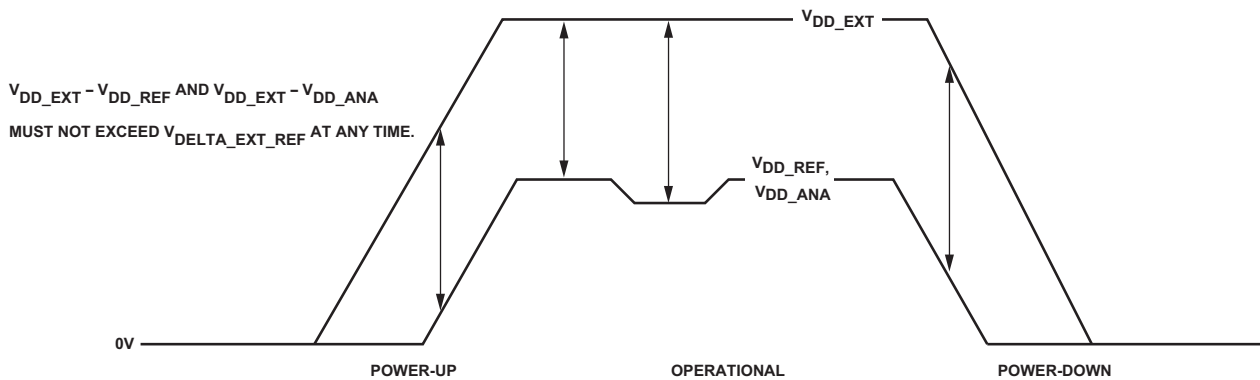 V_DD_EXT
V_DD_EXT – V_DD_REF AND V_DD_EXT – V_DD_ANA
MUST NOT EXCEED V_DELTA_EXT_REF AT ANY TIME.
V_DD_REF,
V_DD_ANA
0V
POWER-UP OPERATIONAL POWER-DOWN